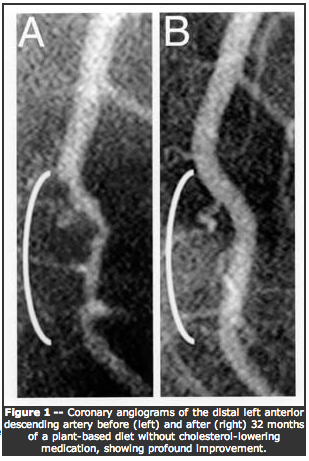 A
B
Figure 1 -- Coronary angiograms of the distal left anterior
descending artery before (left) and after (right) 32 months
of a plant-based diet without cholesterol-lowering
medication, showing profound improvement.